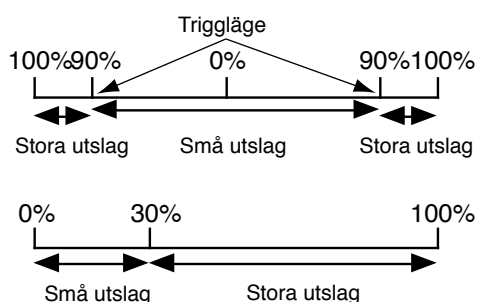 Triggläge
100% 90% 0% 90% 100%
Stora utslag Små utslag Stora utslag
0% 30% 100%
Små utslag Stora utslag